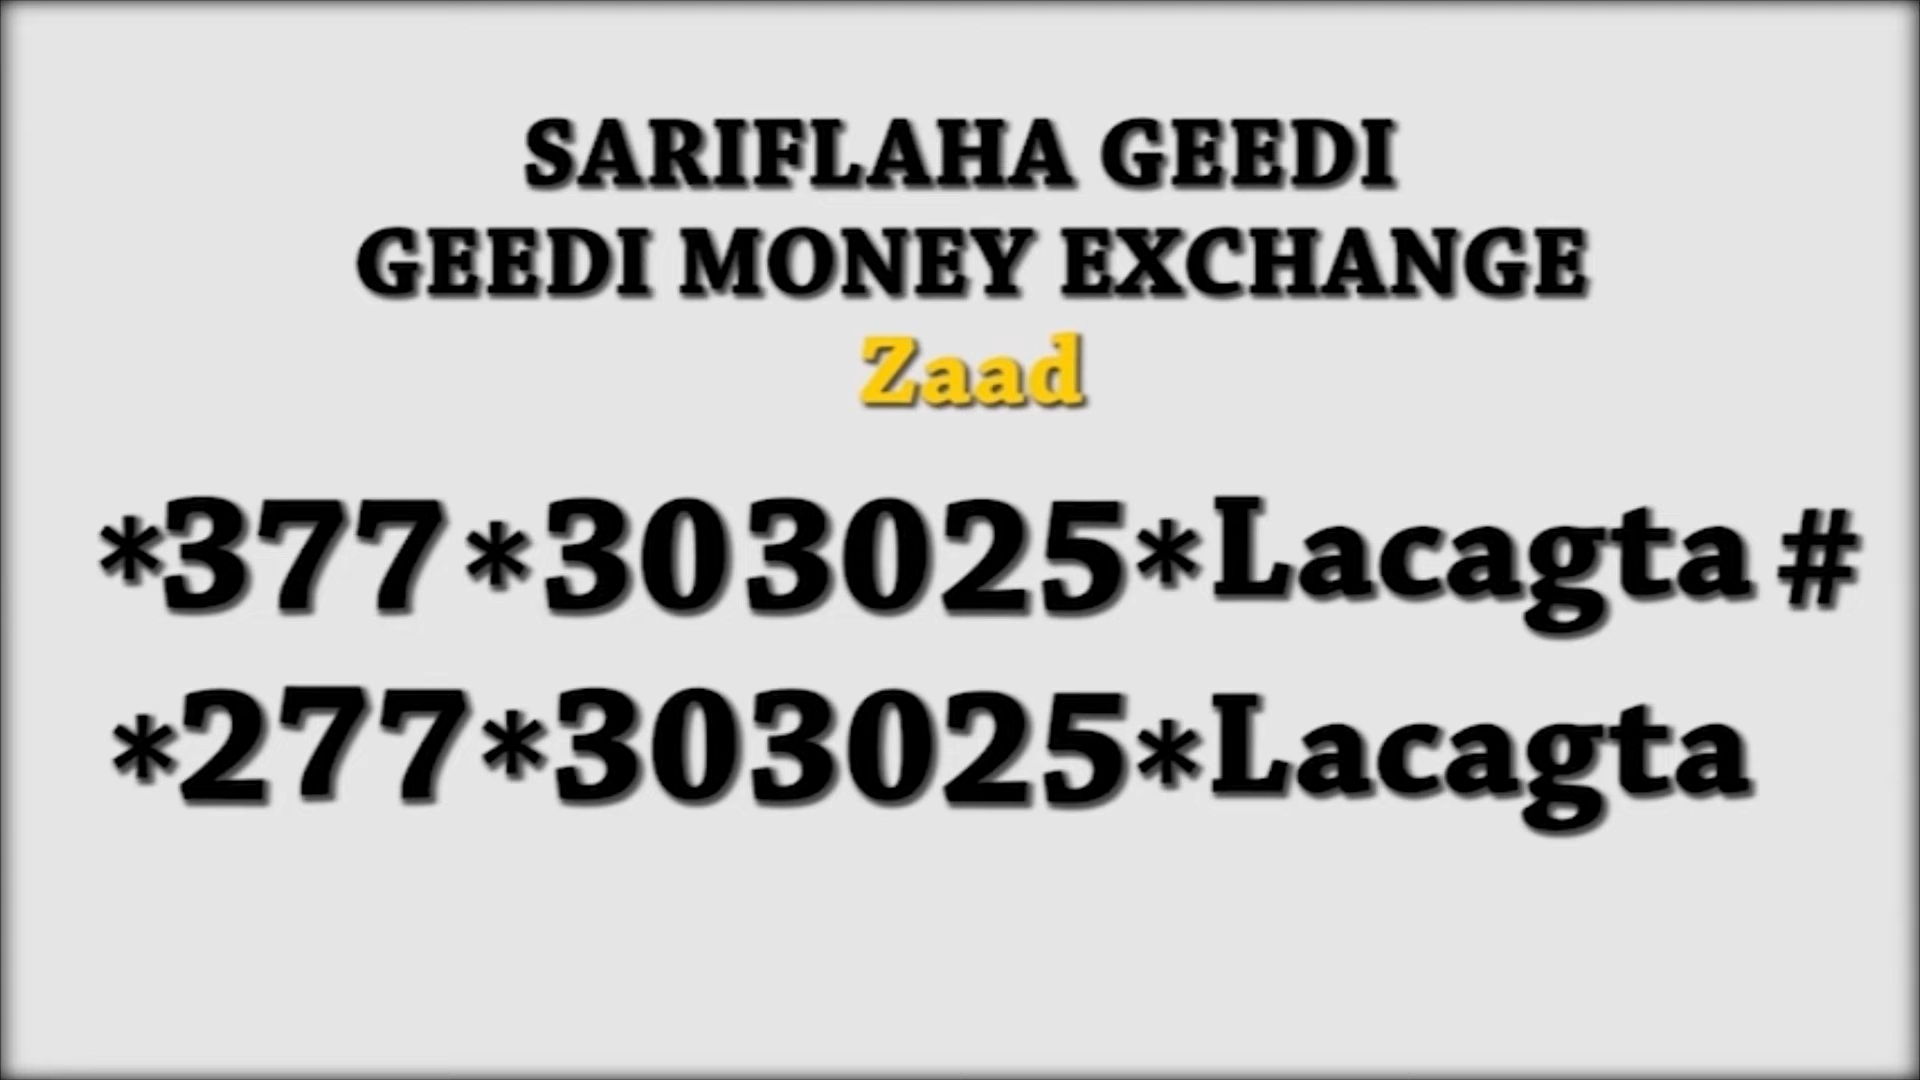 SARIFLAHA GEEDI
GEEDI MONEY EXCHANGE
Zaad
*377*303025*Lacagta#
*277*303025*Lacagta